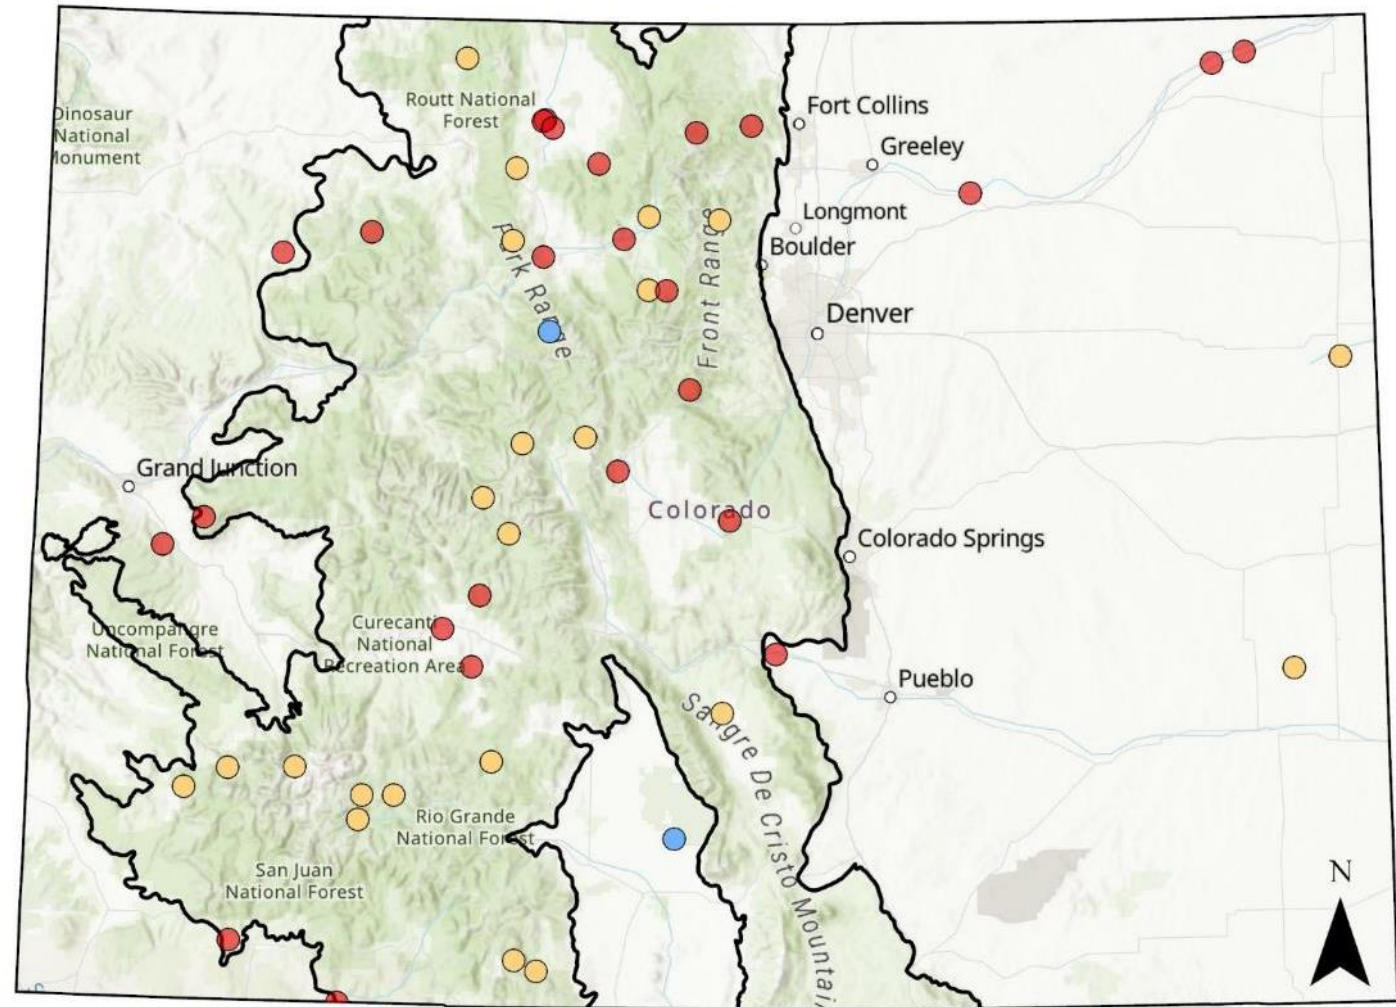 Routt National
Forest
Dinosaur
National
Monument
Fort Collins
Greeley
Longmont
Boulder
Park Range
Front Range
Denver
Grand Junction
Colorado
Colorado Springs
Uncompahgre
National Forest
Curecanti
National
Recreation Area
Pueblo
Sangre De Cristo Mountai
Rio Grande
National Forest
San Juan
National Forest
N